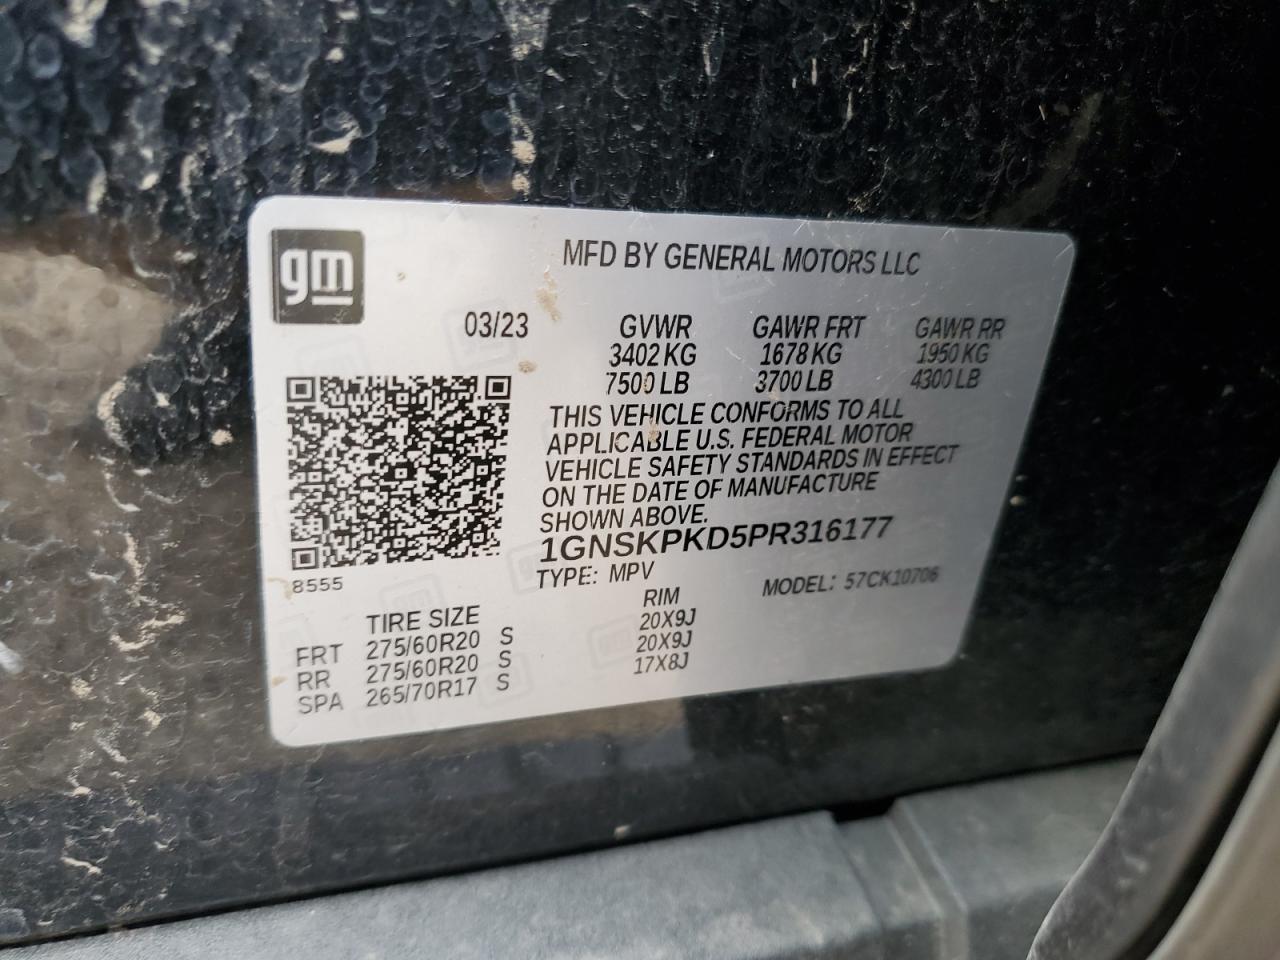 gm
MFD BY GENERAL MOTORS LLC
03/23 GVWR GAWR FRT GAWR RR
3402 KG 1678 KG 1950 KG
7500 LB 3700 LB 4300 LB
THIS VEHICLE CONFORMS TO ALL
APPLICABLE U.S. FEDERAL MOTOR
VEHICLE SAFETY STANDARDS IN EFFECT
ON THE DATE OF MANUFACTURE
SHOWN ABOVE.
1GNSKPKD5PR316177
8555
TYPE: MPV MODEL: 57CK10706
TIRE SIZE RIM
FRT 275/60R20 S 20X9J
RR 275/60R20 S 20X9J
SPA 265/70R17 S 17X8J